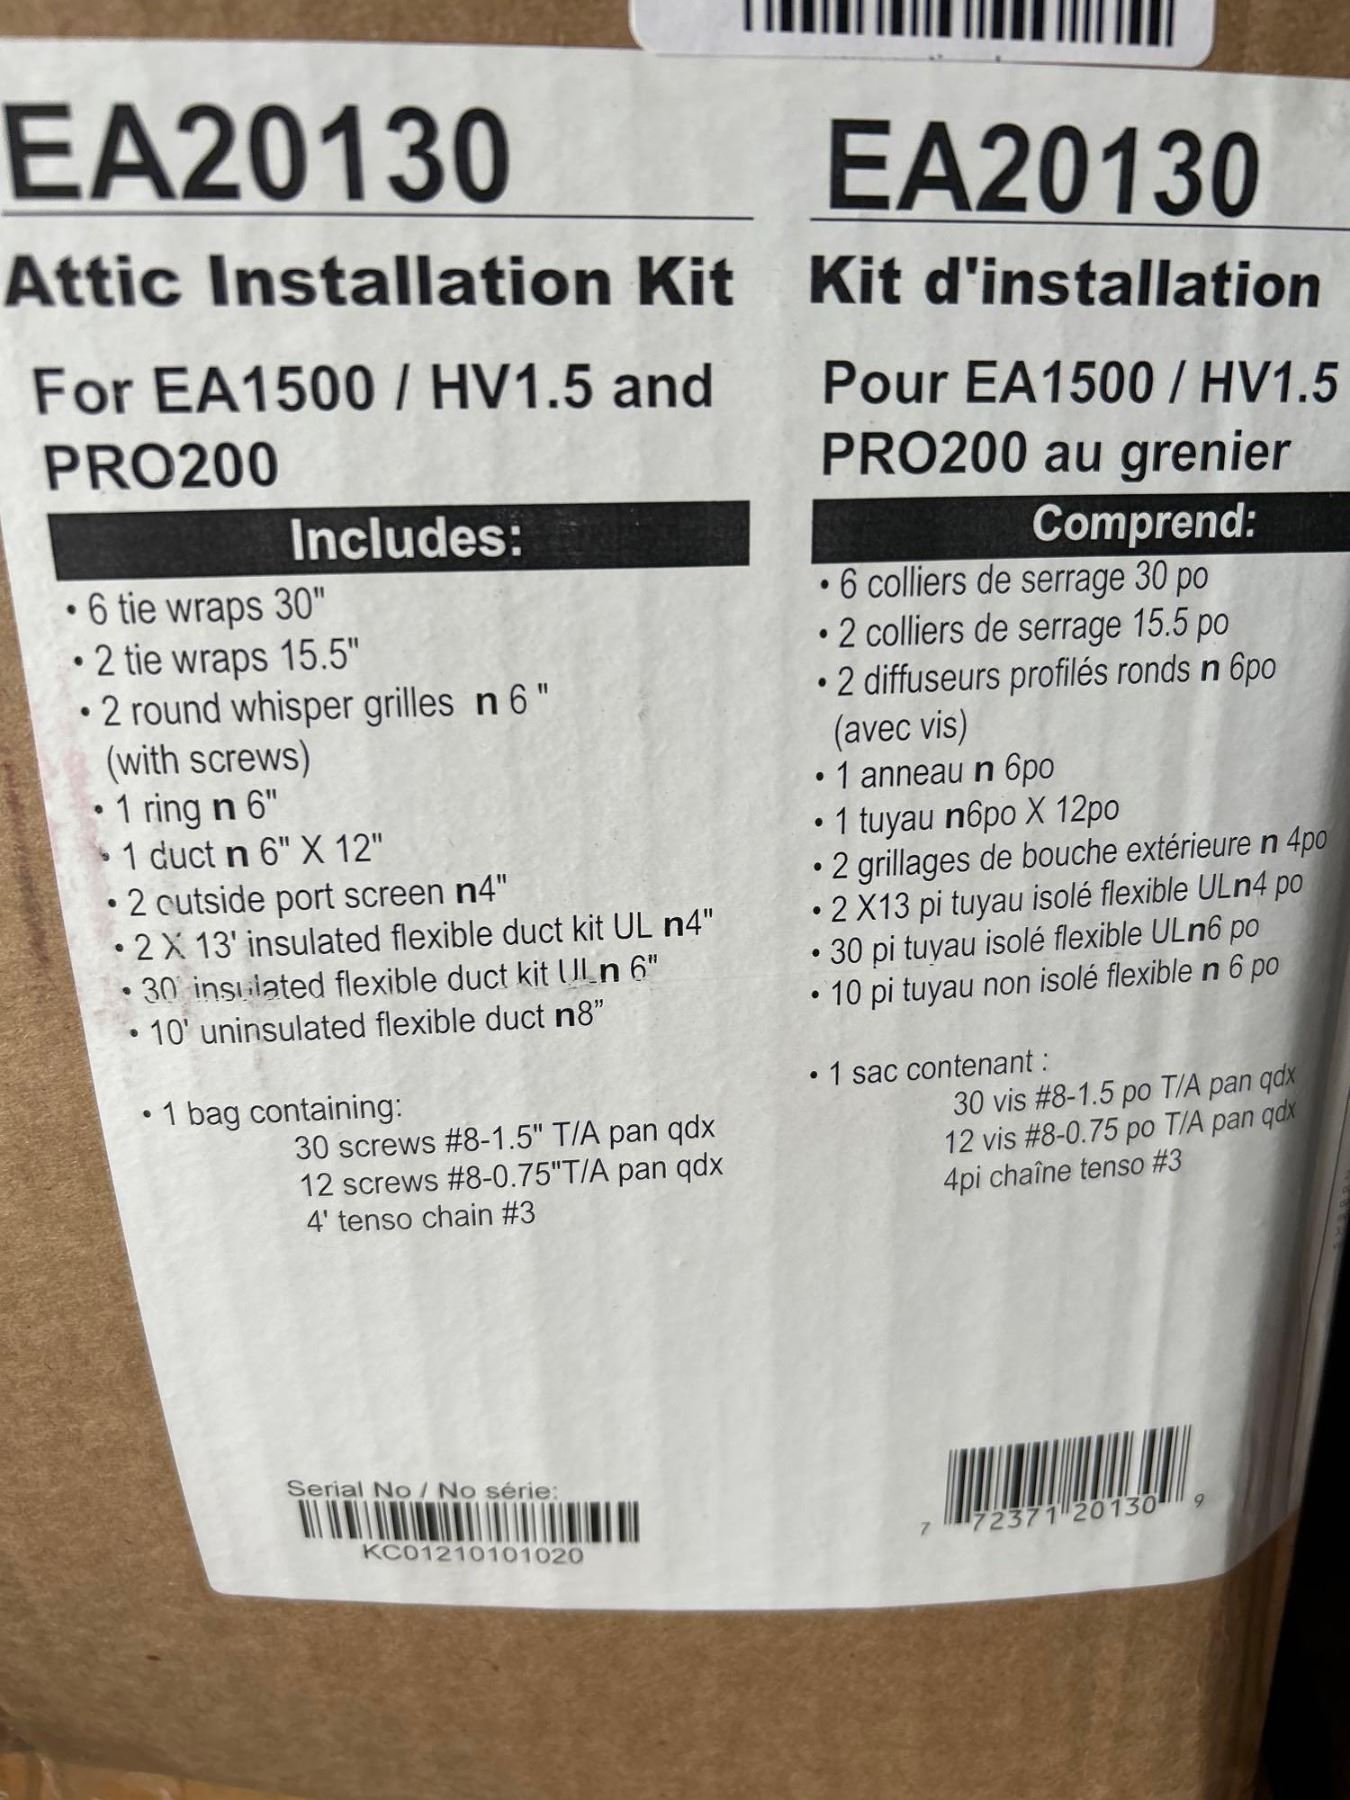 EA20130
Attic Installation Kit
For EA1500 / HV1.5 and
PRO200
Includes:
• 6 tie wraps 30"
• 2 tie wraps 15.5"
• 2 round whisper grilles n 6 "
(with screws)
• 1 ring n 6"
• 1 duct n 6" X 12"
• 2 outside port screen n4"
• 2 X 13' insulated flexible duct kit UL n4"
• 30' insulated flexible duct kit ULn 6"
• 10' uninsulated flexible duct n8”
• 1 bag containing:
30 screws #8-1.5" T/A pan qdx
12 screws #8-0.75"T/A pan qdx
4' tenso chain #3
Serial No / No série:
KC01210101020
EA20130
Kit d'installation
Pour EA1500 / HV1.5
PRO200 au grenier
Comprend:
• 6 colliers de serrage 30 po
• 2 colliers de serrage 15.5 po
• 2 diffuseurs profilés ronds n 6po
(avec vis)
• 1 anneau n 6po
• 1 tuyau n6po X 12po
• 2 grillages de bouche extérieure n 4po
• 2 X13 pi tuyau isolé flexible ULn4 po
• 30 pi tuyau isolé flexible ULn6 po
• 10 pi tuyau non isolé flexible n 6 po
• 1 sac contenant :
30 vis #8-1.5 po T/A pan qdx
12 vis #8-0.75 po T/A pan qdx
4pi chaîne tenso #3
7 72371 20130 9